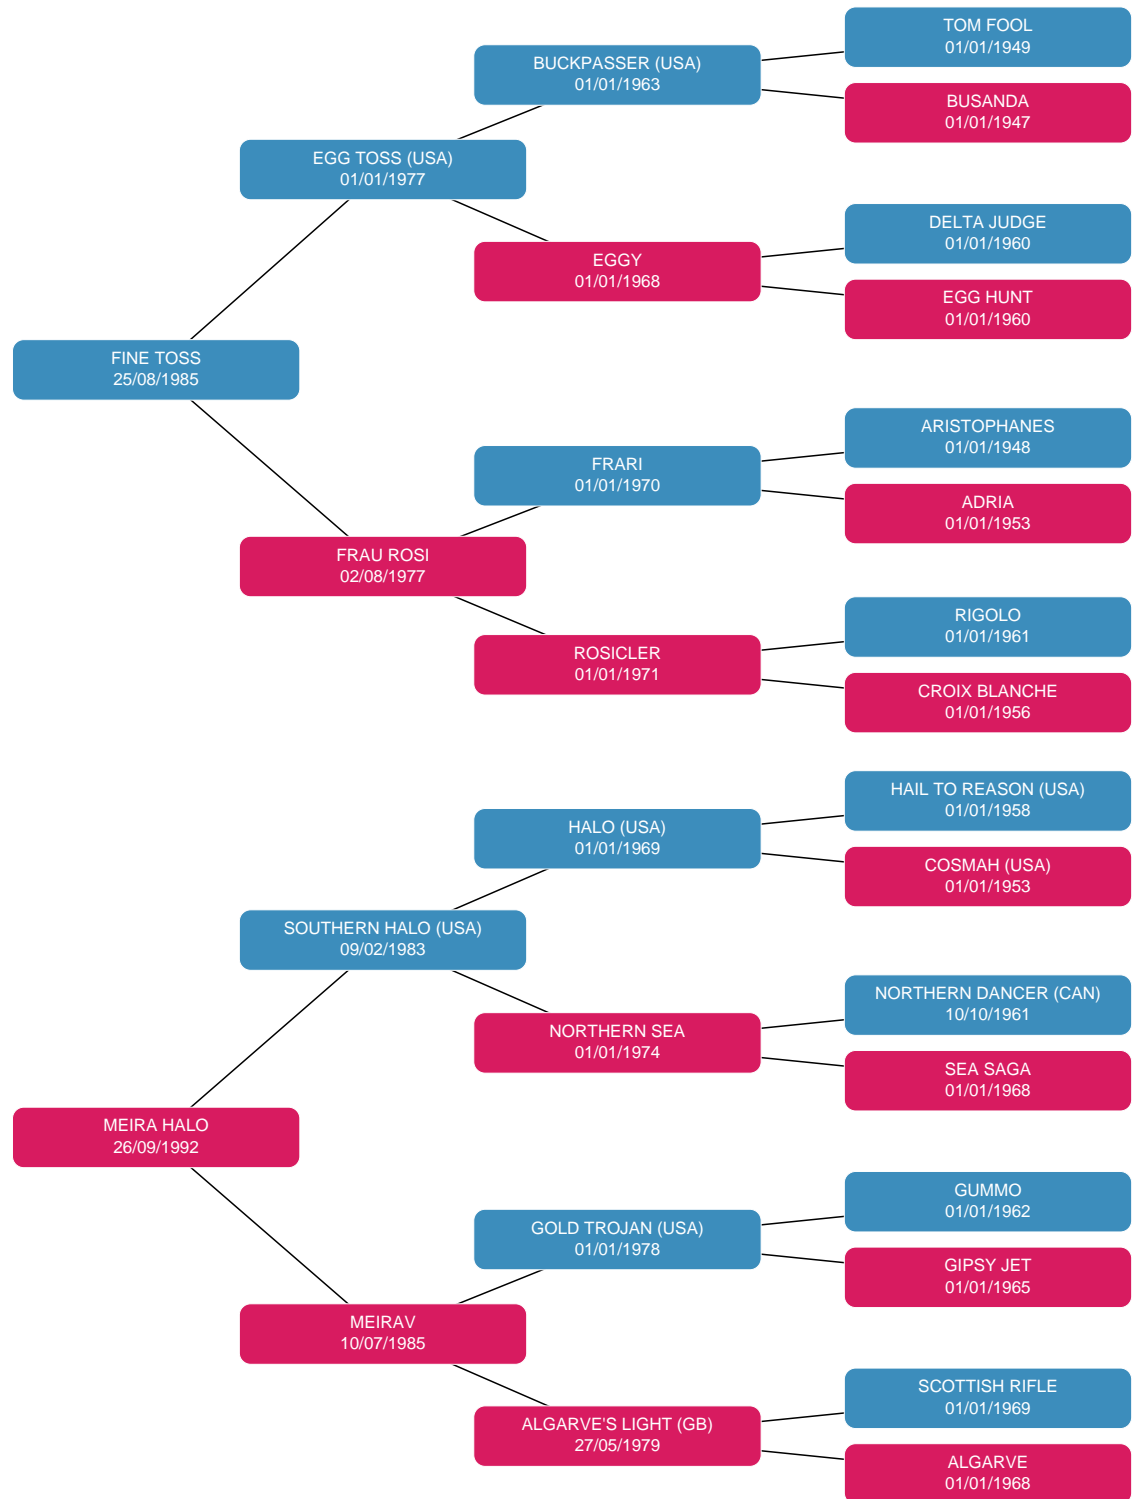 TOM FOOL
01/01/1949
BUCKPASSER (USA)
01/01/1963
BUSANDA
01/01/1947
EGG TOSS (USA)
01/01/1977
DELTA JUDGE
01/01/1960
EGGY
01/01/1968
EGG HUNT
01/01/1960
FINE TOSS
25/08/1985
ARISTOPHANES
01/01/1948
FRARI
01/01/1970
ADRIA
01/01/1953
FRAU ROSI
02/08/1977
RIGOLO
01/01/1961
ROSICLER
01/01/1971
CROIX BLANCHE
01/01/1956
HAIL TO REASON (USA)
01/01/1958
HALO (USA)
01/01/1969
COSMAH (USA)
01/01/1953
SOUTHERN HALO (USA)
09/02/1983
NORTHERN DANCER (CAN)
10/10/1961
NORTHERN SEA
01/01/1974
SEA SAGA
01/01/1968
MEIRA HALO
26/09/1992
GUMMO
01/01/1962
GOLD TROJAN (USA)
01/01/1978
GIPSY JET
01/01/1965
MEIRAV
10/07/1985
SCOTTISH RIFLE
01/01/1969
ALGARVE'S LIGHT (GB)
27/05/1979
ALGARVE
01/01/1968